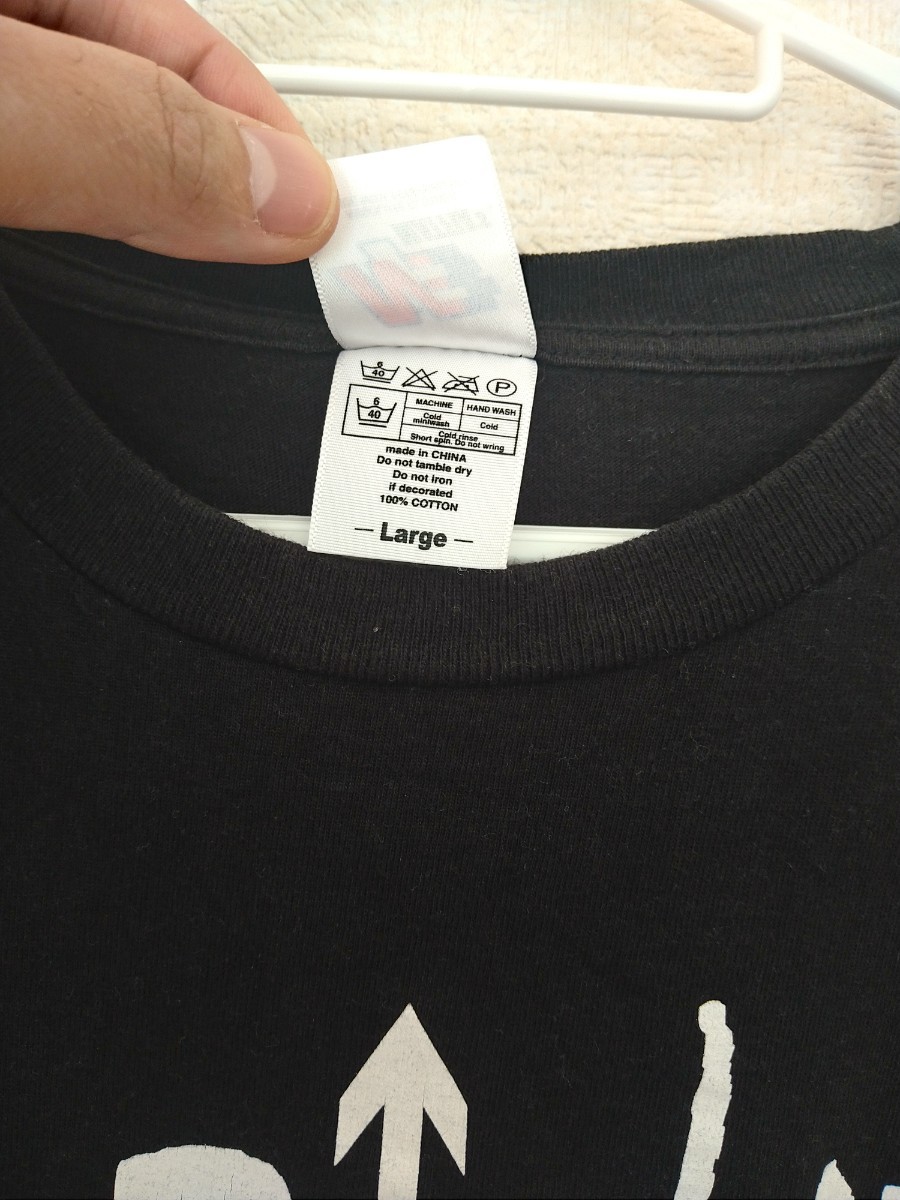 6
40
P
6
40
MACHINE
HAND WASH
Cold
miniwash
Cold
Cold rinse
Short spin. Do not wring
made in CHINA
Do not tamble dry
Do not iron
if decorated
100% COTTON
— Large —